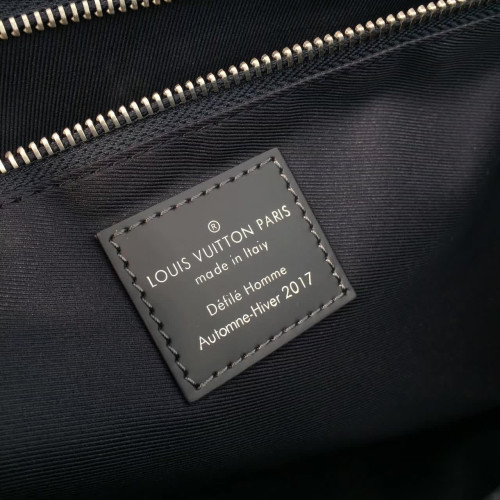 ®
LOUIS VUITTON PARIS
made in Italy
Défilé Homme
Automne-Hiver 2017